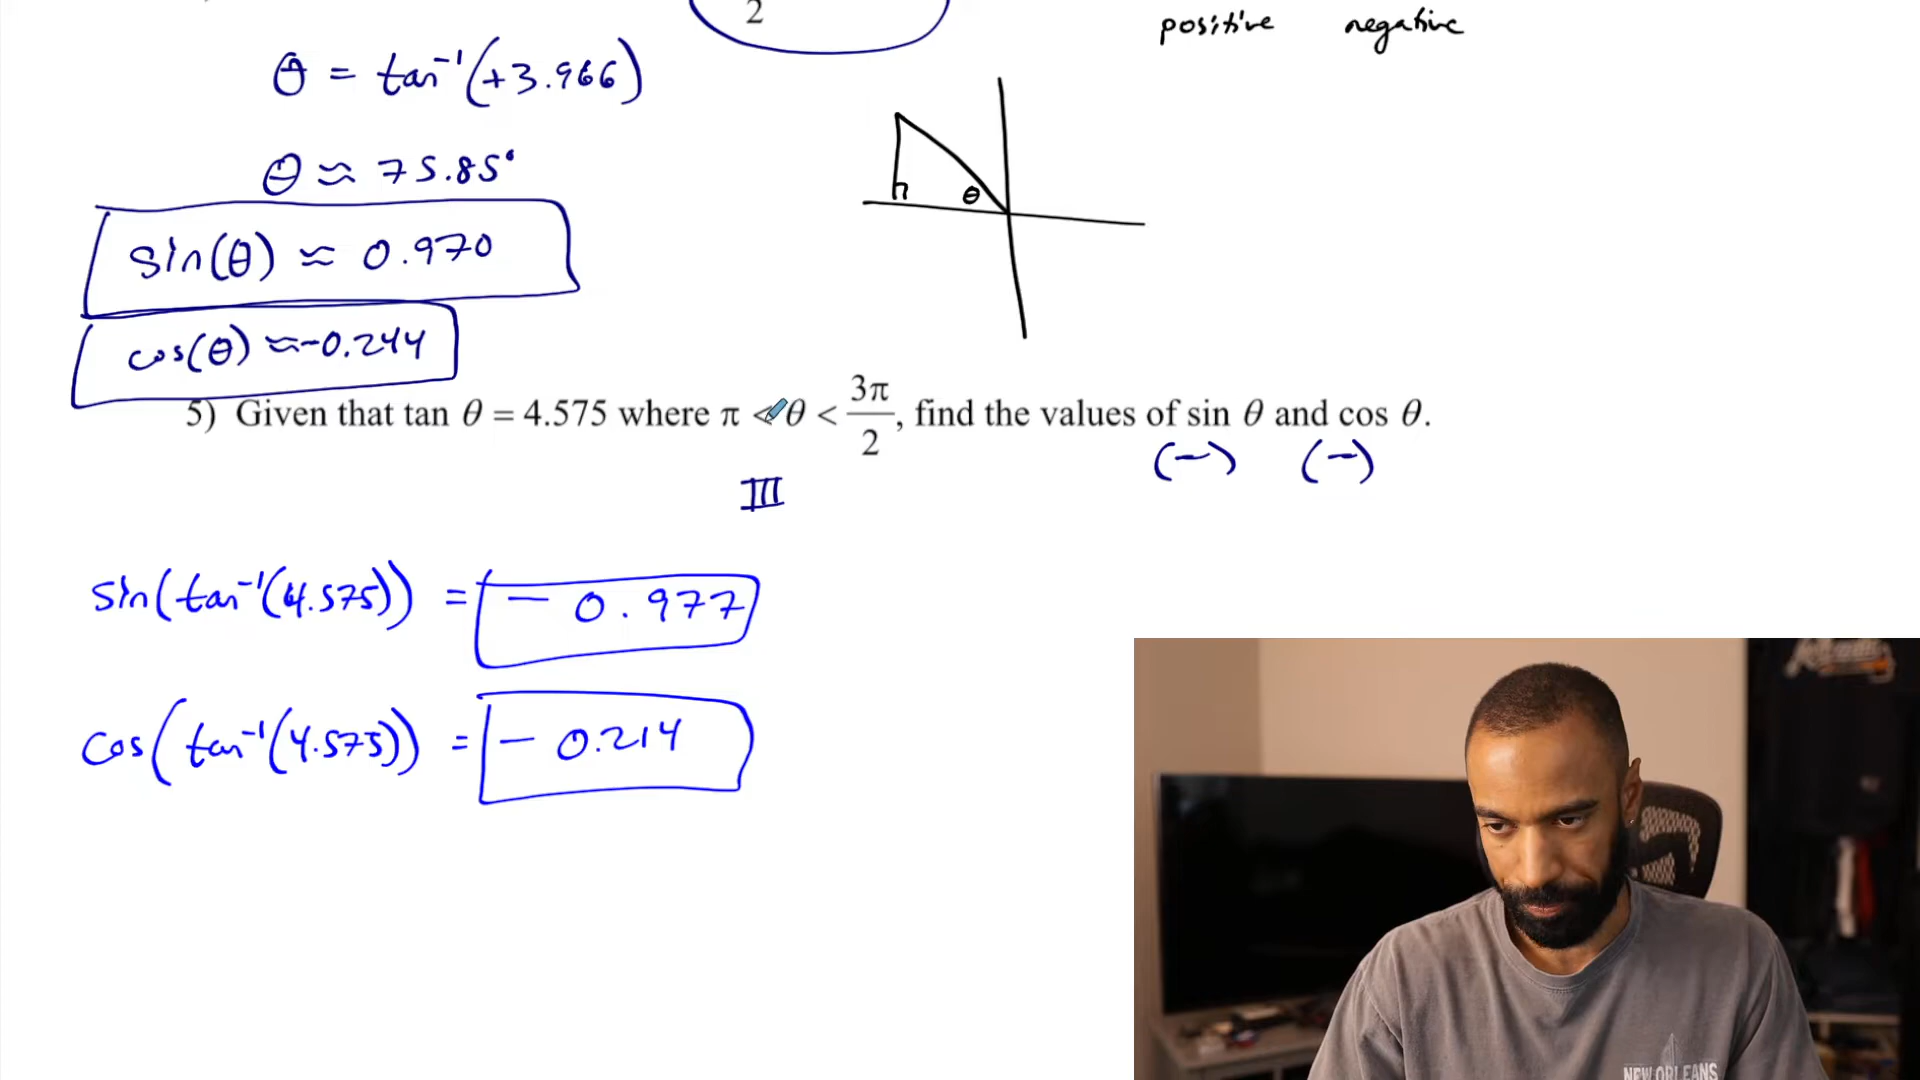 2
positive negative
θ = tan⁻¹(+3.966)
θ ≈ 75.85°
sin(θ) ≈ 0.970
cos(θ) ≈ -0.244
θ
5) Given that tan θ = 4.575 where π < θ < 3π/2, find the values of sin θ and cos θ.
(-) (-)
III
sin(tan⁻¹(4.575)) = - 0.977
cos(tan⁻¹(4.575)) = - 0.214
NEW ORLEANS